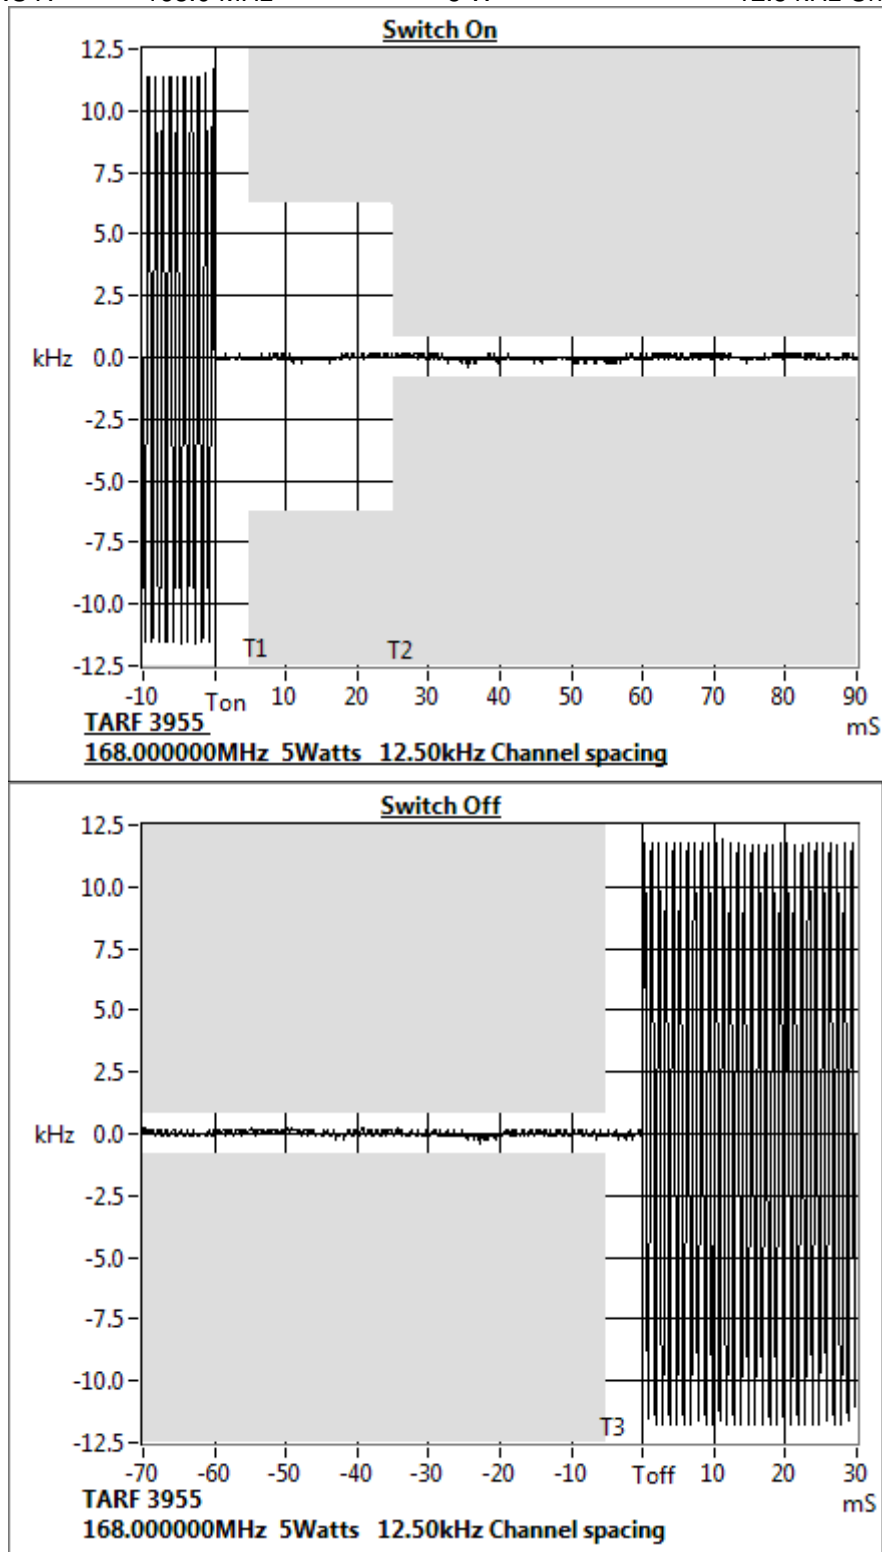 Switch On
12.5
10.0
7.5
5.0
2.5
kHz 0.0
-2.5
-5.0
-7.5
-10.0
T1 T2
-12.5
-10 Ton 10 20 30 40 50 60 70 80 90
mS
TARF 3955
168.000000MHz 5Watts 12.50kHz Channel spacing
Switch Off
12.5
10.0
7.5
5.0
2.5
kHz 0.0
-2.5
-5.0
-7.5
-10.0
T3
-12.5
-70 -60 -50 -40 -30 -20 -10 Toff 10 20 30
mS
TARF 3955
168.000000MHz 5Watts 12.50kHz Channel spacing